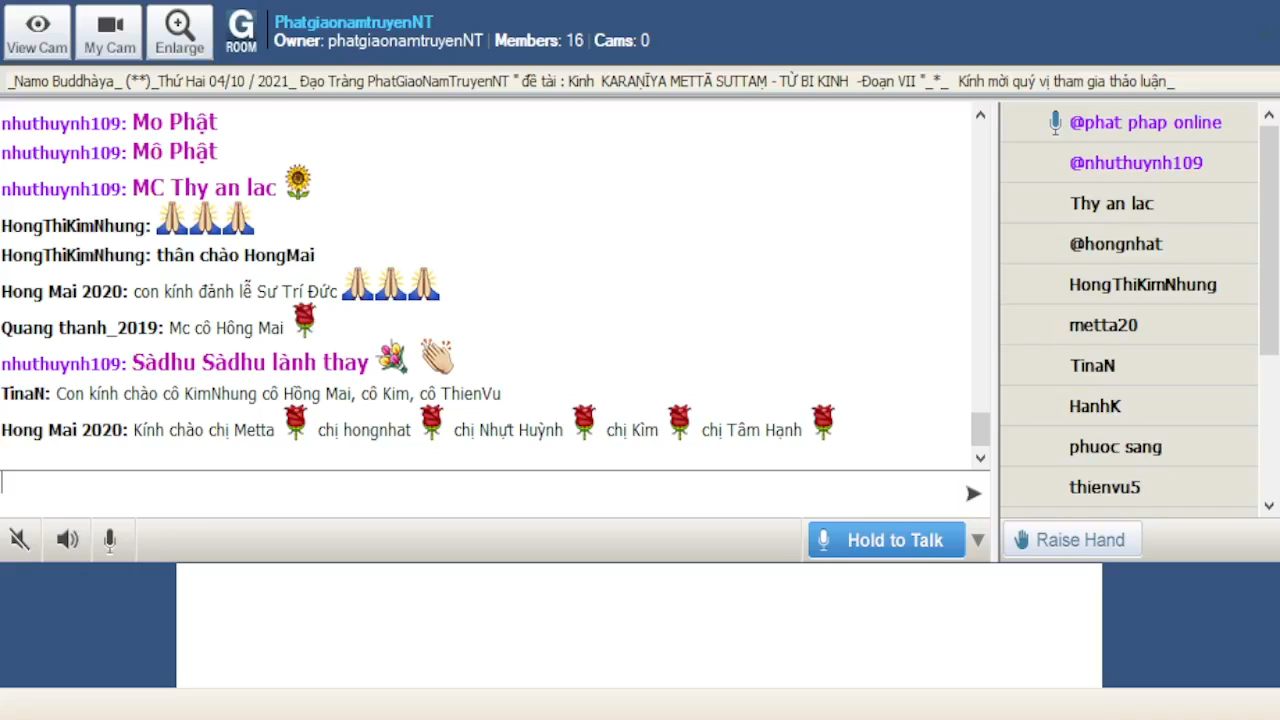 View Cam
My Cam
Enlarge
G
ROOM
PhatgiaonamtruyenNT
Owner: phatgiaonamtruyenNT | Members: 16 | Cams: 0
_Namo Buddhàya_ (**)_Thứ Hai 04/10 / 2021_ Đạo Tràng PhatGiaoNamTruyenNT " đề tài : Kinh KARAṆĪYA METTĀ SUTTAṂ - TỪ BI KINH -Đoạn VII "_*_ Kính mời quý vị tham gia thảo luận_
nhuthuynh109: Mo Phật
nhuthuynh109: Mô Phật
nhuthuynh109: MC Thy an lac
HongThiKimNhung:
HongThiKimNhung: thân chào HongMai
Hong Mai 2020: con kính đảnh lễ Sư Trí Đức
Quang thanh_2019: Mc cô Hông Mai
nhuthuynh109: Sàdhu Sàdhu lành thay
TinaN: Con kính chào cô KimNhung cô Hồng Mai, cô Kim, cô ThienVu
Hong Mai 2020: Kính chào chị Metta chị hongnhat chị Nhựt Huỳnh chị Kìm chị Tâm Hạnh
@phat phap online
@nhuthuynh109
Thy an lac
@hongnhat
HongThiKimNhung
metta20
TinaN
HanhK
phuoc sang
thienvu5
Hold to Talk
Raise Hand